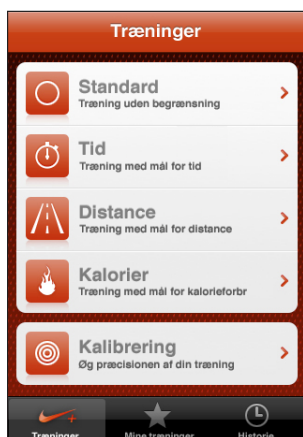 Træninger
Standard
Træning uden begrænsning
Tid
Træning med mål for tid
Distance
Træning med mål for distance
Kalorier
Træning med mål for kalorieforbr
Kalibrering
Øg præcisionen af din træning
Træninger
Mine træninger
Historie